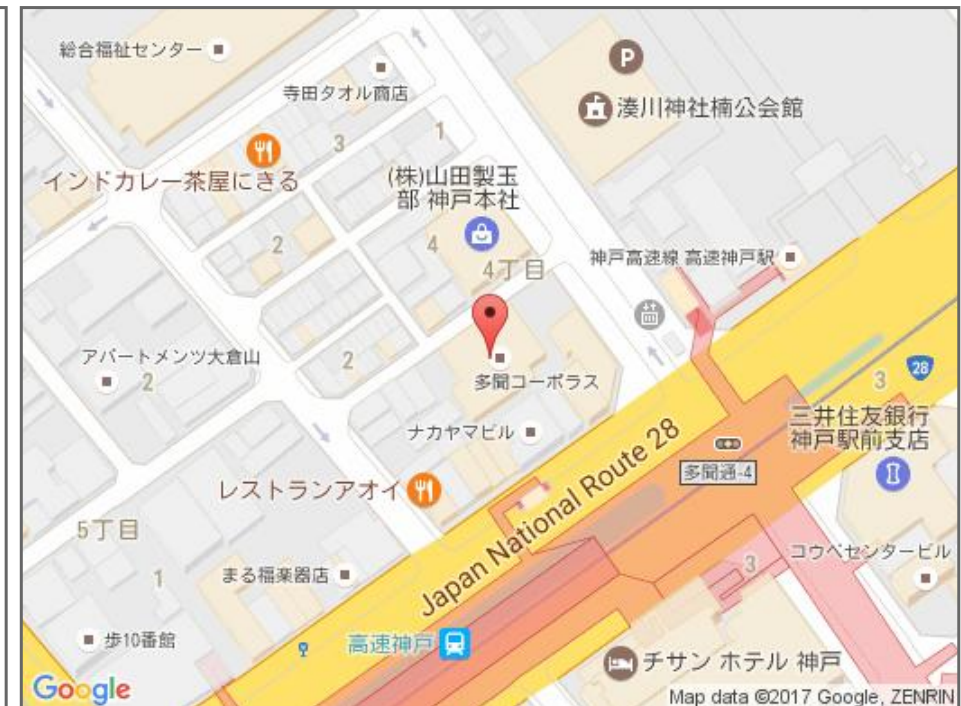 総合福祉センター
寺田タオル商店
P
湊川神社楠公会館
3
1
インドカレー茶屋にきる
(株)山田製玉
部 神戸本社
2
4
4丁目
神戸高速線 高速神戸駅
アパートメンツ大倉山
2
2
多聞コーポラス
3
28
三井住友銀行
神戸駅前支店
ナカヤマビル
Japan National Route 28
多聞通-4
レストランアオイ
5丁目
1
まる福楽器店
3
コウベセンタービル
歩10番館
高速神戸
チサン ホテル 神戸
Google
Map data ©2017 Google, ZENRIN